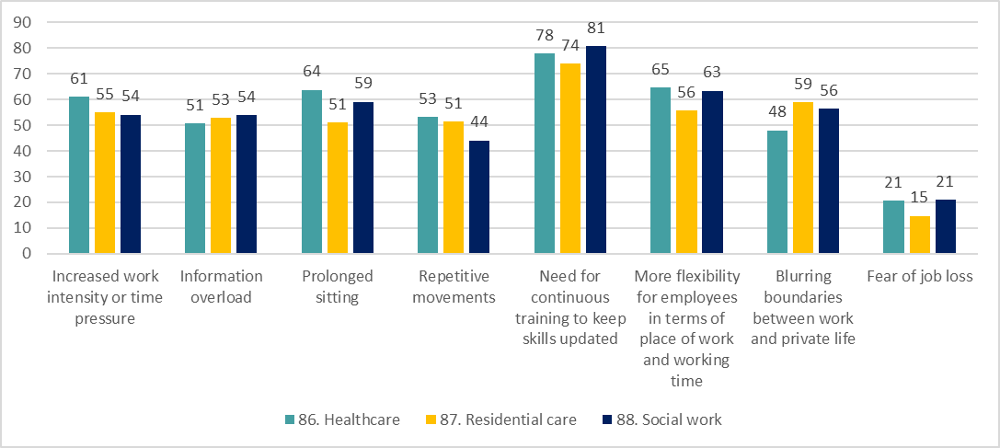 90
80
70
60
50
40
30
20
10
0
61 55 54
51 53 54
64 51 59
53 51 44
78 74 81
65 56 63
48 59 56
21 15 21
Increased work
intensity or time
pressure
Information
overload
Prolonged
sitting
Repetitive
movements
Need for
continuous
training to keep
skills updated
More flexibility
for employees
in terms of
place of work
and working
time
Blurring
boundaries
between work
and private life
Fear of job loss
86. Healthcare 87. Residential care 88. Social work